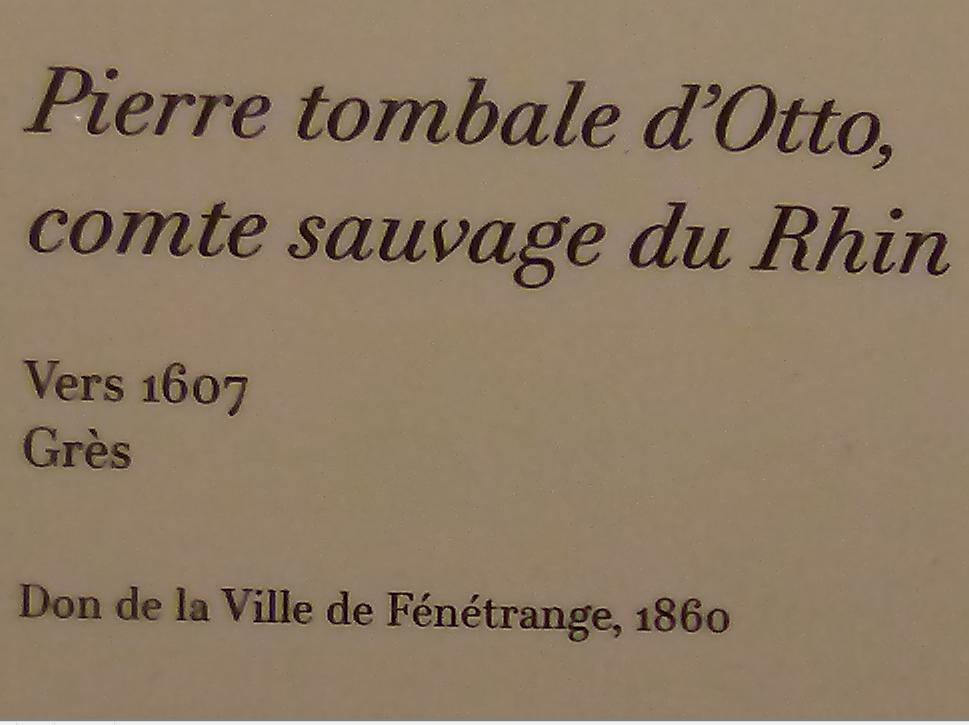 Pierre tombale d’Otto,
comte sauvage du Rhin
Vers 1607
Grès
Don de la Ville de Fénétrange, 1860